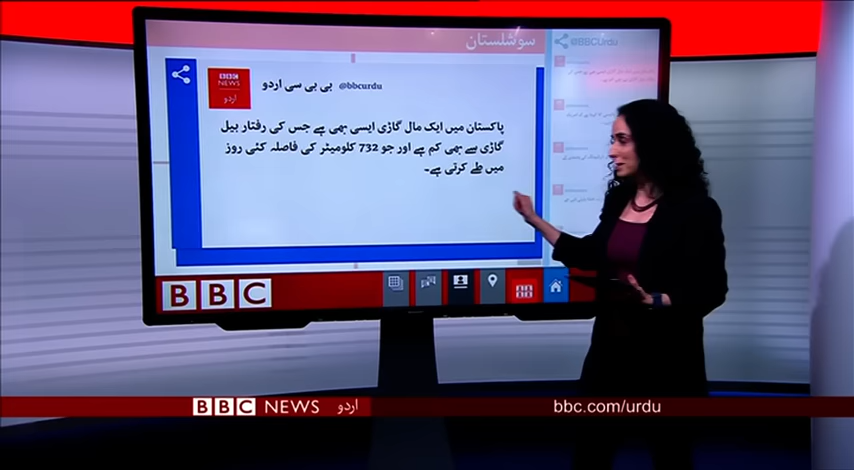 سوشلستان
@BBCUrdu
BBC
NEWS
اردو
بی بی سی اردو @bbcurdu
پاکستان میں ایک مال گاڑی ایسی بھی ہے جس کی رفتار بیل
گاڑی سے بھی کم ہے اور جو 732 کلومیٹر کی فاصلہ کئی روز
میں طے کرتی ہے۔
BBC
BBC NEWS اردو
bbc.com/urdu